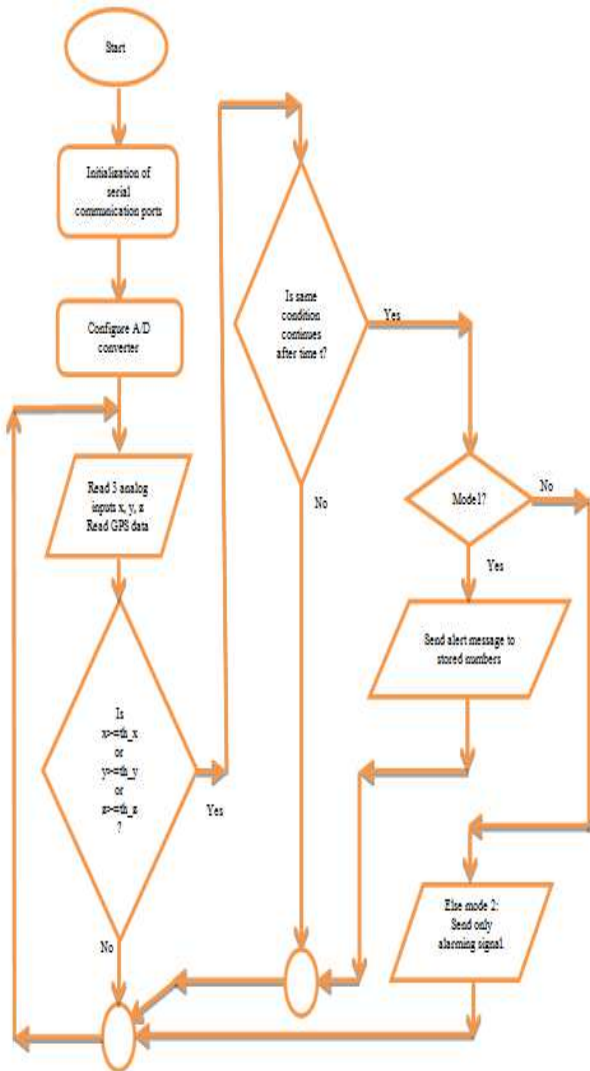 Start
Initialization of
serial
communication ports
Configure A/D
converter
Read 3 analog
inputs x, y, z
Read GPS data
Is
x>=th_x
or
y>=th_y
or
z>=th_z
?
Yes
No
Is same
condition
continues
after time t?
Yes
No
Mode1?
No
Yes
Send alert message to
stored numbers
Else mode 2:
Send only
alarming signal.